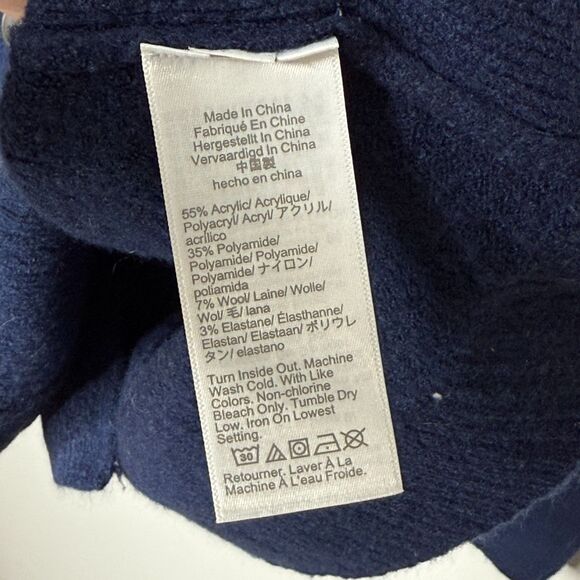 Made In China
Fabriqué En Chine
Hergestellt In China
Vervaardigd In China
中国製
hecho en china
55% Acrylic/ Acrylique/
Polyacryl/ Acryl/ アクリル/
acrílico
35% Polyamide/
Polyamide/ Polyamide/
Polyamide/ ナイロン/
poliamida
7% Wool/ Laine/ Wolle/
Wol/ 毛/ lana
3% Elastane/ Élasthanne/
Elastan/ Elastaan/ ポリウレ
タン/ elastano
Turn Inside Out. Machine
Wash Cold. With Like
Colors. Non-chlorine
Bleach Only. Tumble Dry
Low. Iron On Lowest
Setting.
30
Retourner. Laver À La
Machine À L'eau Froide.